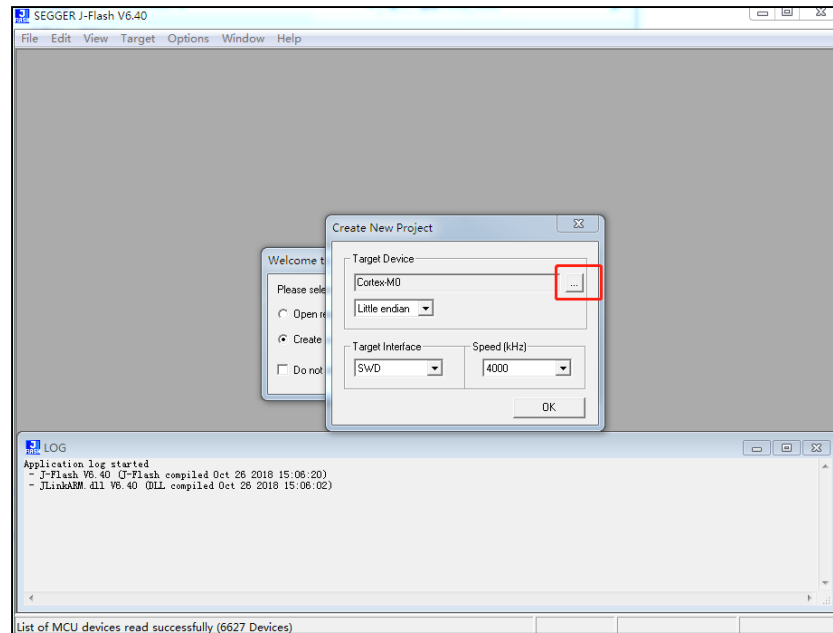 SEGGER J-Flash V6.40
File Edit View Target Options Window Help
Create New Project
Target Device
Cortex-M0
...
Little endian
Target Interface
Speed (kHz)
SWD
4000
OK
Welcome t
Please sele
Open re
Create
Do not
LOG
Application log started
- J-Flash V6.40 (J-Flash compiled Oct 26 2018 15:06:20)
- JLinkARM.dll V6.40 (DLL compiled Oct 26 2018 15:06:02)
List of MCU devices read successfully (6627 Devices)